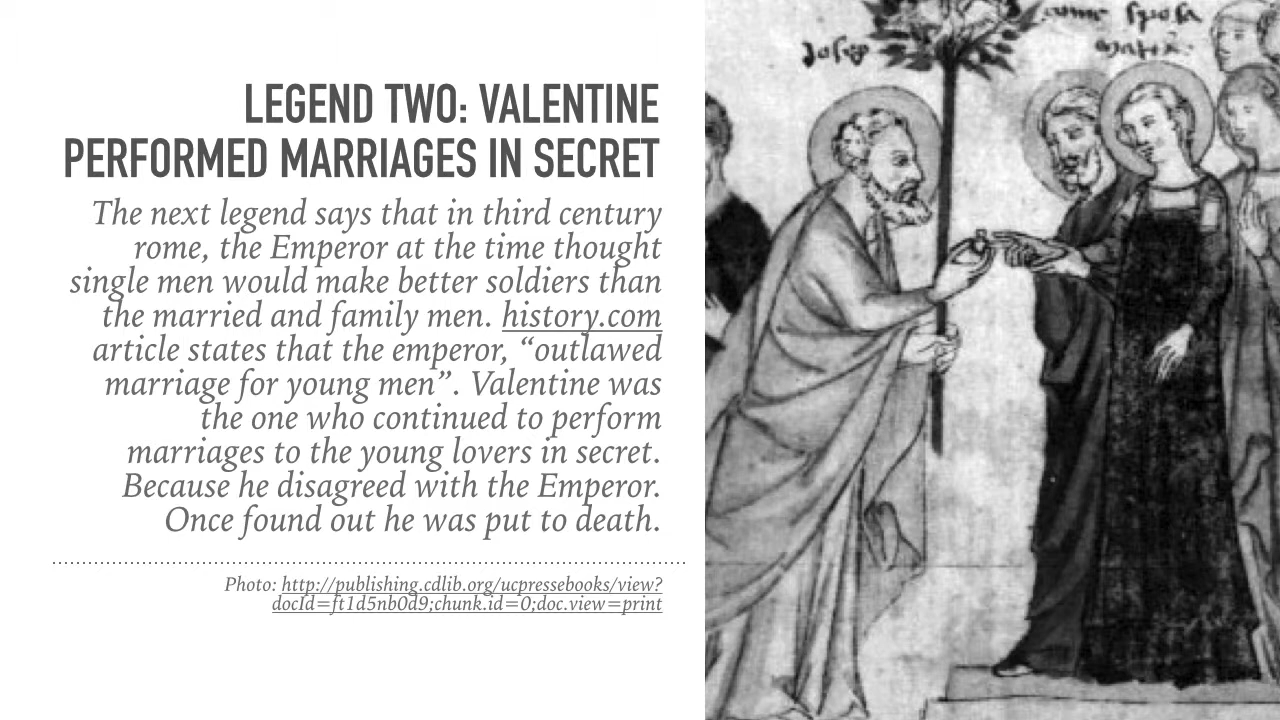 LEGEND TWO: VALENTINE
PERFORMED MARRIAGES IN SECRET
The next legend says that in third century
rome, the Emperor at the time thought
single men would make better soldiers than
the married and family men. history.com
article states that the emperor, “outlawed
marriage for young men”. Valentine was
the one who continued to perform
marriages to the young lovers in secret.
Because he disagreed with the Emperor.
Once found out he was put to death.
Photo: http://publishing.cdlib.org/ucpressebooks/view?
docId=ft1d5nb0d9;chunk.id=0;doc.view=print